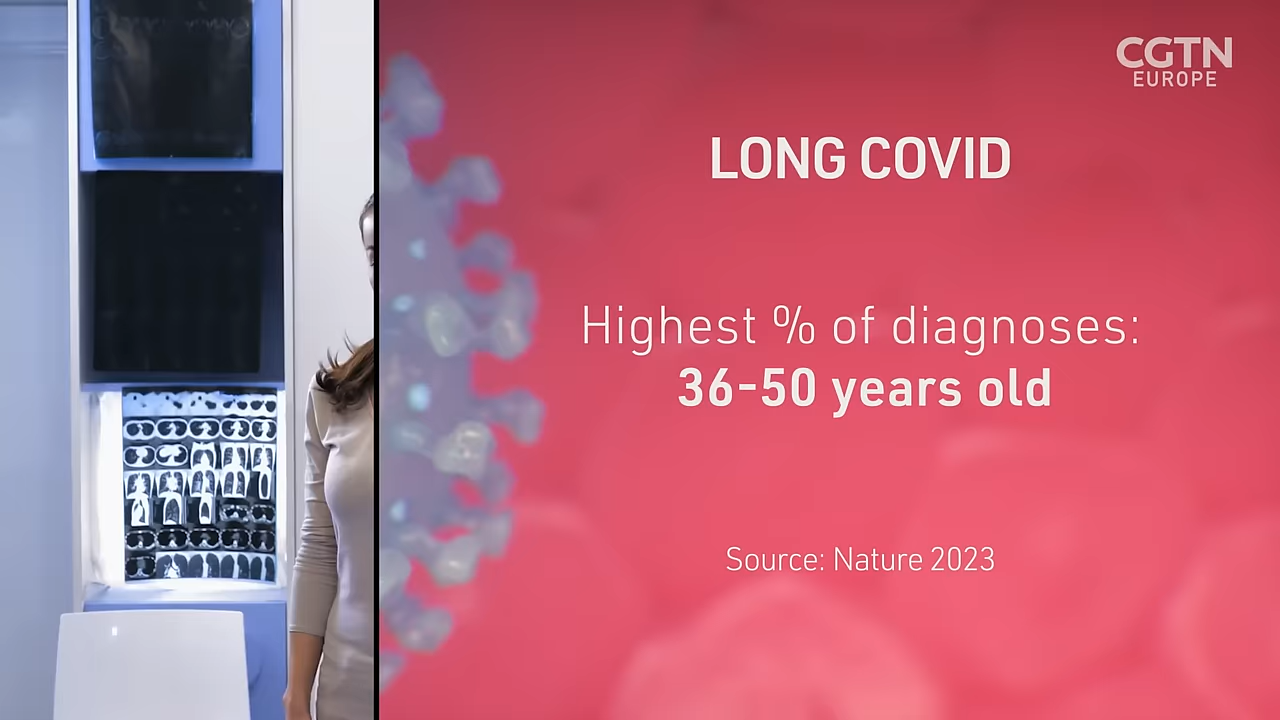 CGTN
EUROPE
LONG COVID
Highest % of diagnoses:
36-50 years old
Source: Nature 2023